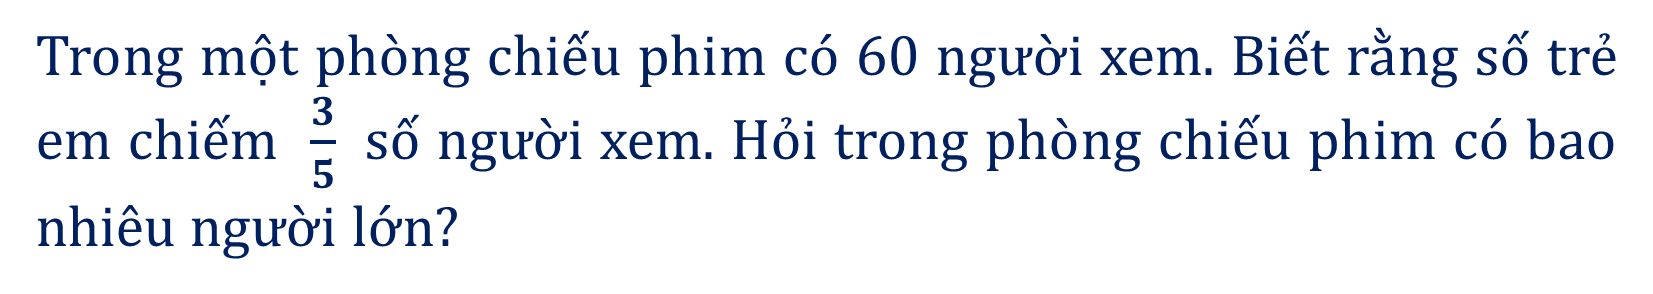 Trong một phòng chiếu phim có 60 người xem. Biết rằng số trẻ
em chiếm 3/5 số người xem. Hỏi trong phòng chiếu phim có bao
nhiêu người lớn?